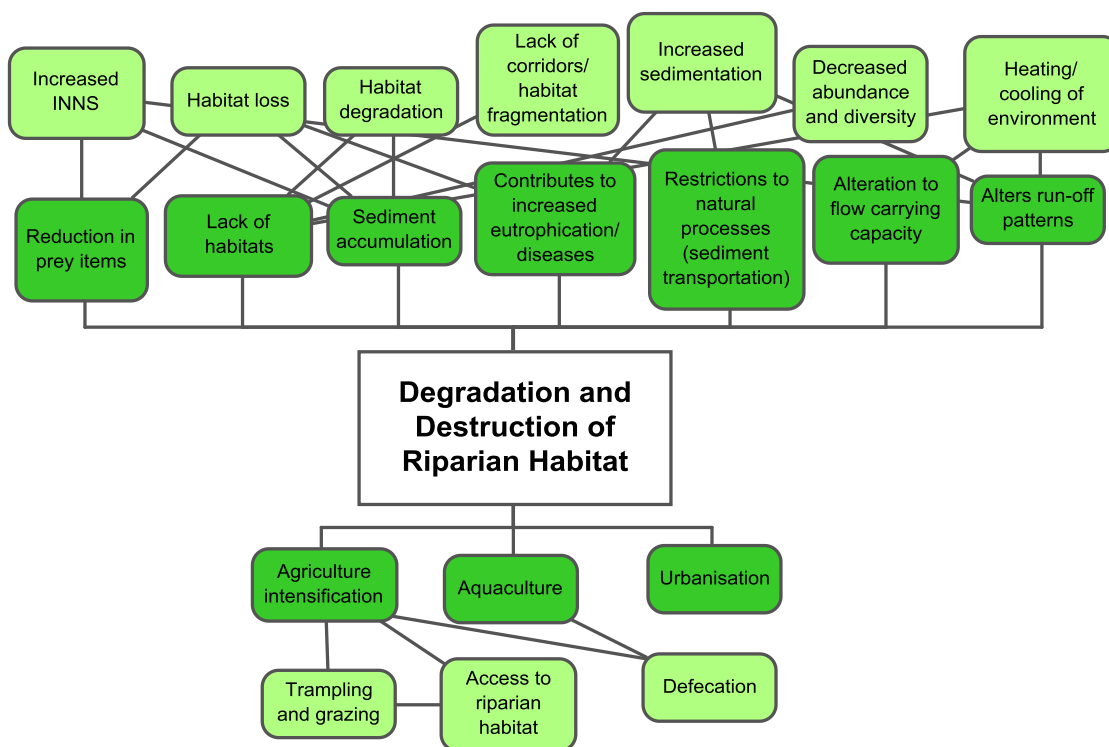 Increased
INNS
Habitat loss
Habitat
degradation
Lack of
corridors/
habitat
fragmentation
Increased
sedimentation
Decreased
abundance
and diversity
Heating/
cooling of
environment
Reduction in
prey items
Lack of
habitats
Sediment
accumulation
Contributes to
increased
eutrophication/
diseases
Restrictions to
natural
processes
(sediment
transportation)
Alteration to
flow carrying
capacity
Alters run-off
patterns
Degradation and
Destruction of
Riparian Habitat
Agriculture
intensification
Aquaculture
Urbanisation
Trampling
and grazing
Access to
riparian
habitat
Defecation